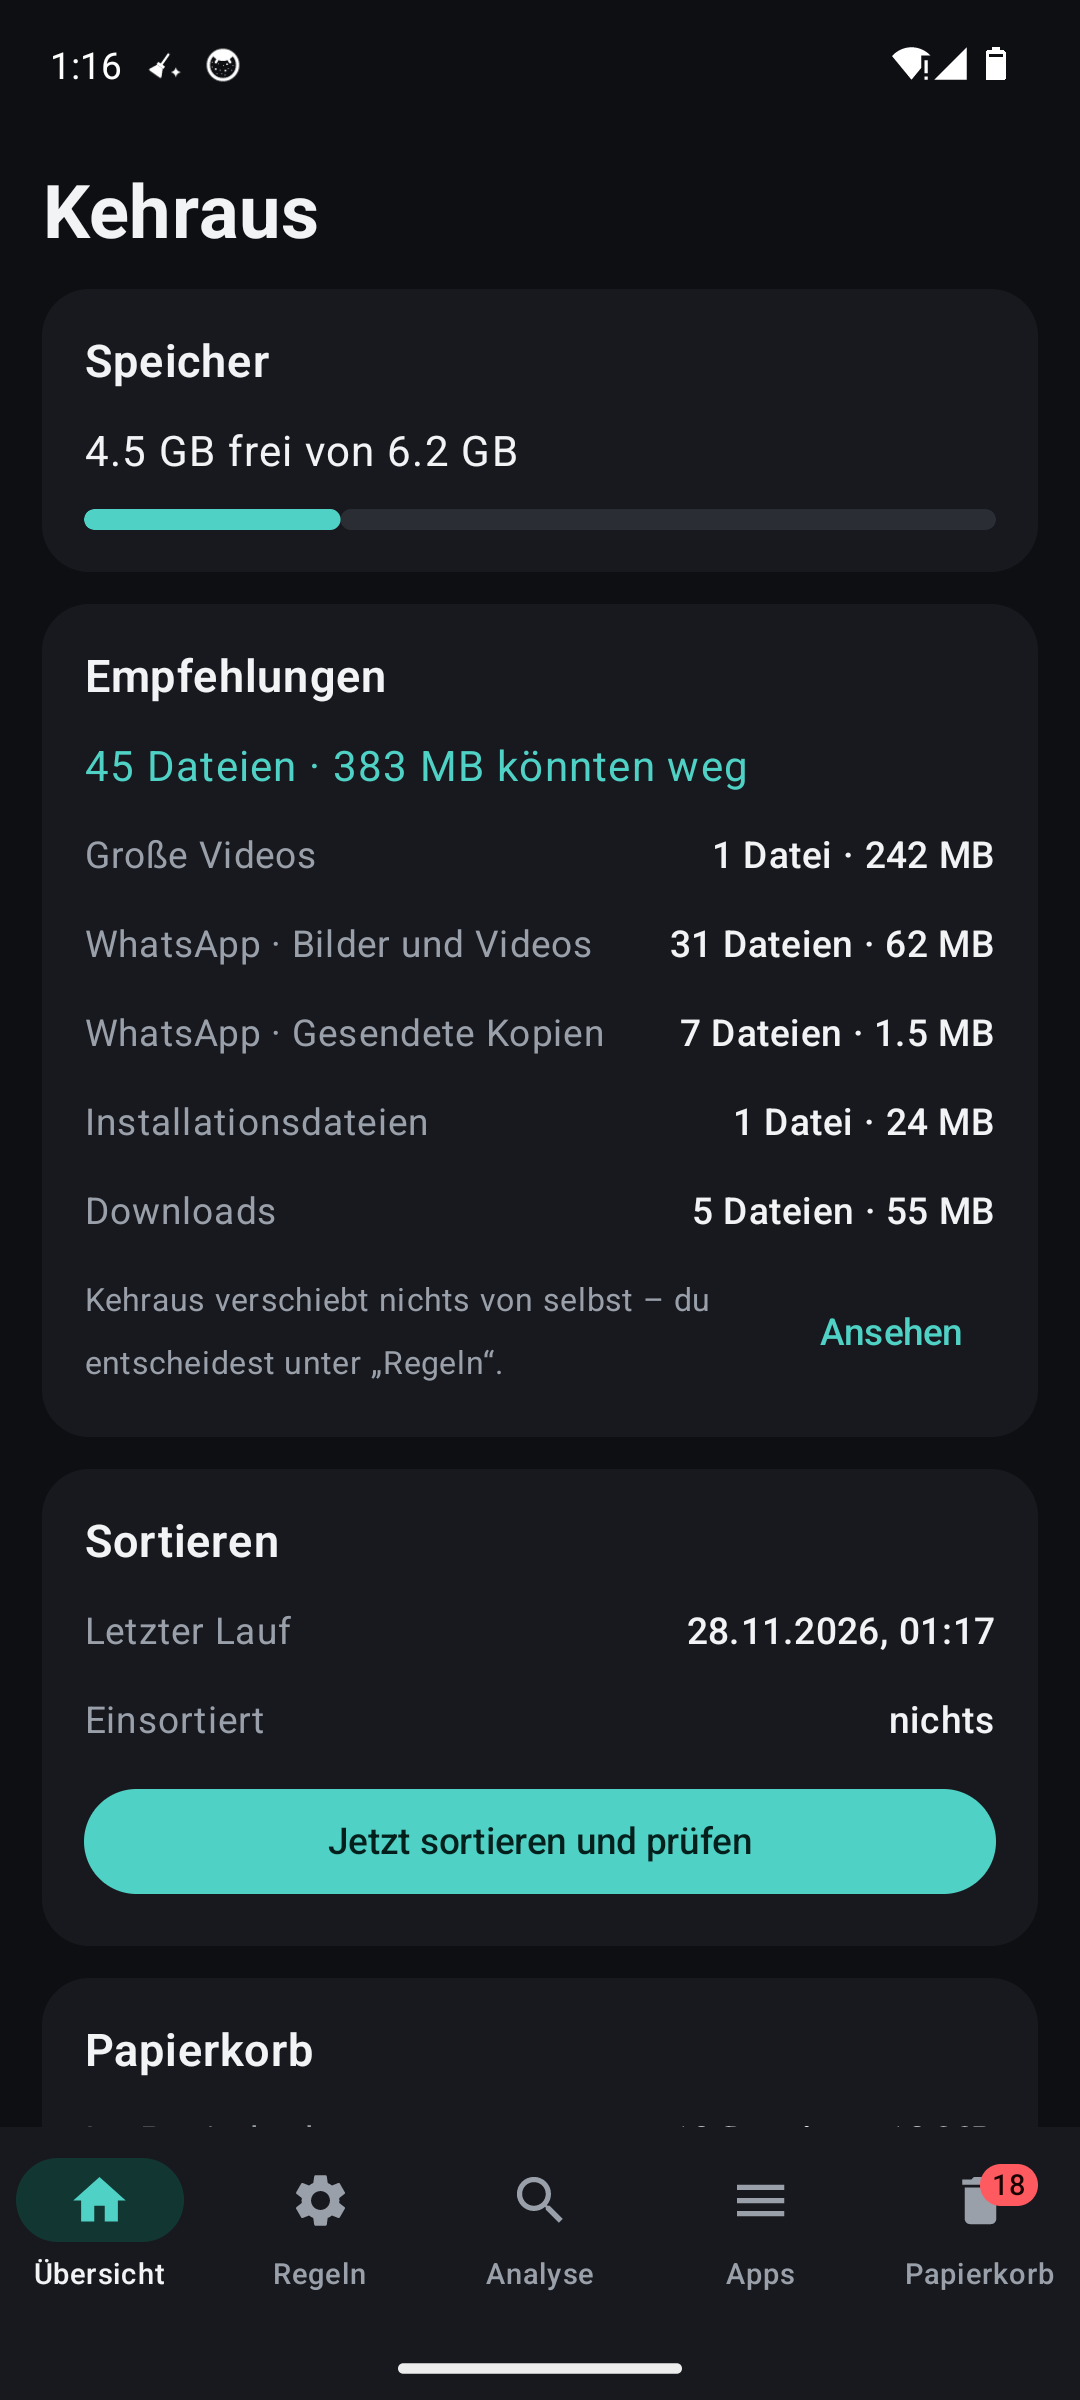 1:16
Kehraus
Speicher
4.5 GB frei von 6.2 GB
Empfehlungen
45 Dateien · 383 MB könnten weg
Große Videos 1 Datei · 242 MB
WhatsApp · Bilder und Videos 31 Dateien · 62 MB
WhatsApp · Gesendete Kopien 7 Dateien · 1.5 MB
Installationsdateien 1 Datei · 24 MB
Downloads 5 Dateien · 55 MB
Kehraus verschiebt nichts von selbst – du
entscheidest unter „Regeln“.
Ansehen
Sortieren
Letzter Lauf 28.11.2026, 01:17
Einsortiert nichts
Jetzt sortieren und prüfen
Papierkorb
18
Übersicht Regeln Analyse Apps Papierkorb